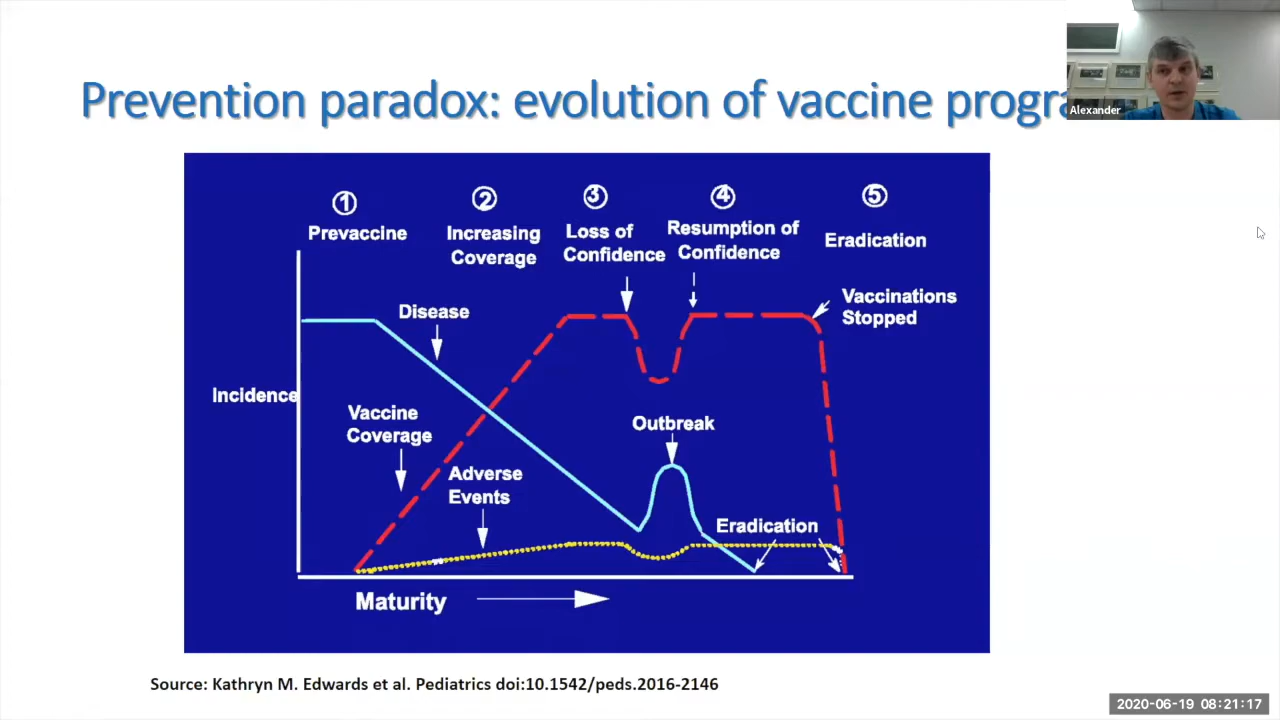 Prevention paradox: evolution of vaccine progra
Alexander
① ② ③ ④ ⑤
Prevaccine
Increasing
Coverage
Loss of
Confidence
Resumption of
Confidence
Eradication
Vaccinations
Stopped
Disease
Incidence
Vaccine
Coverage
Outbreak
Adverse
Events
Eradication
Maturity
Source: Kathryn M. Edwards et al. Pediatrics doi:10.1542/peds.2016-2146
2020-06-19 08:21:17